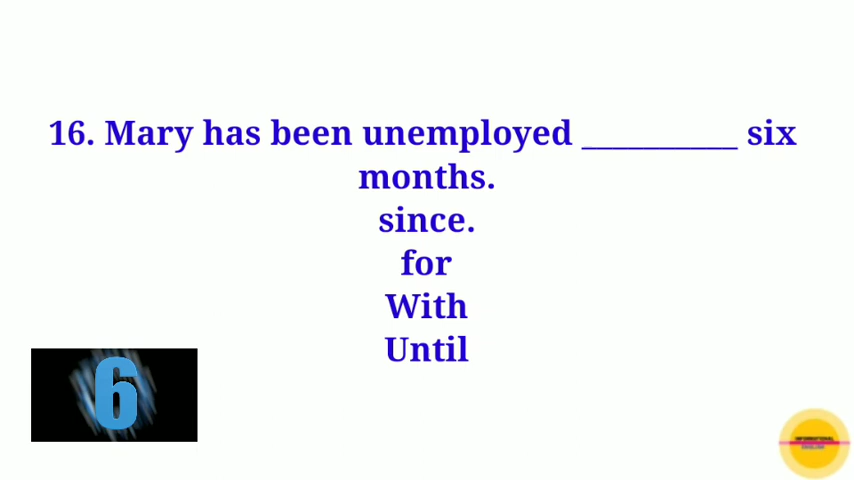 16. Mary has been unemployed __________ six
months.
since.
for
With
Until
6